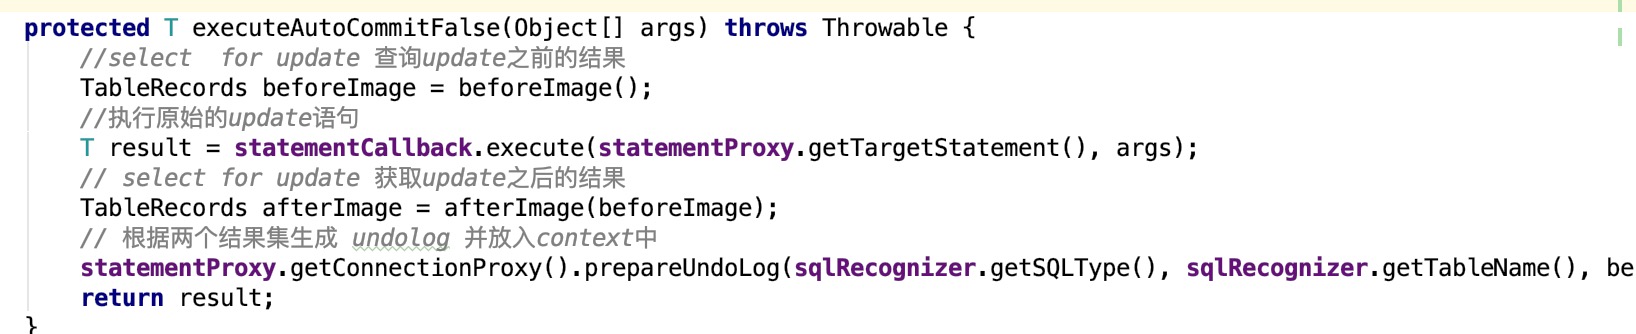 protected T executeAutoCommitFalse(Object[] args) throws Throwable {
//select  for update 查询update之前的结果
TableRecords beforeImage = beforeImage();
//执行原始的update语句
T result = statementCallback.execute(statementProxy.getTargetStatement(), args);
// select for update 获取update之后的结果
TableRecords afterImage = afterImage(beforeImage);
// 根据两个结果集生成 undolog 并放入context中
statementProxy.getConnectionProxy().prepareUndoLog(sqlRecognizer.getSQLType(), sqlRecognizer.getTableName(), be
return result;
}